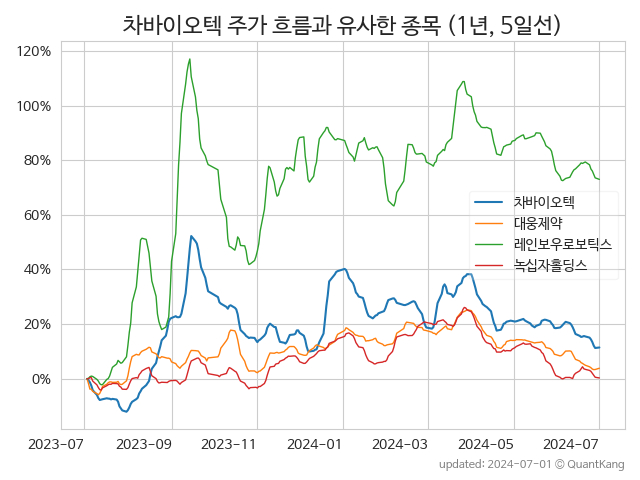 차바이오텍 주가 흐름과 유사한 종목 (1년, 5일선)
120%
100%
80%
60%
40%
20%
0%
차바이오텍
대웅제약
레인보우로보틱스
녹십자홀딩스
2023-07 2023-09 2023-11 2024-01 2024-03 2024-05 2024-07
updated: 2024-07-01 © QuantKang